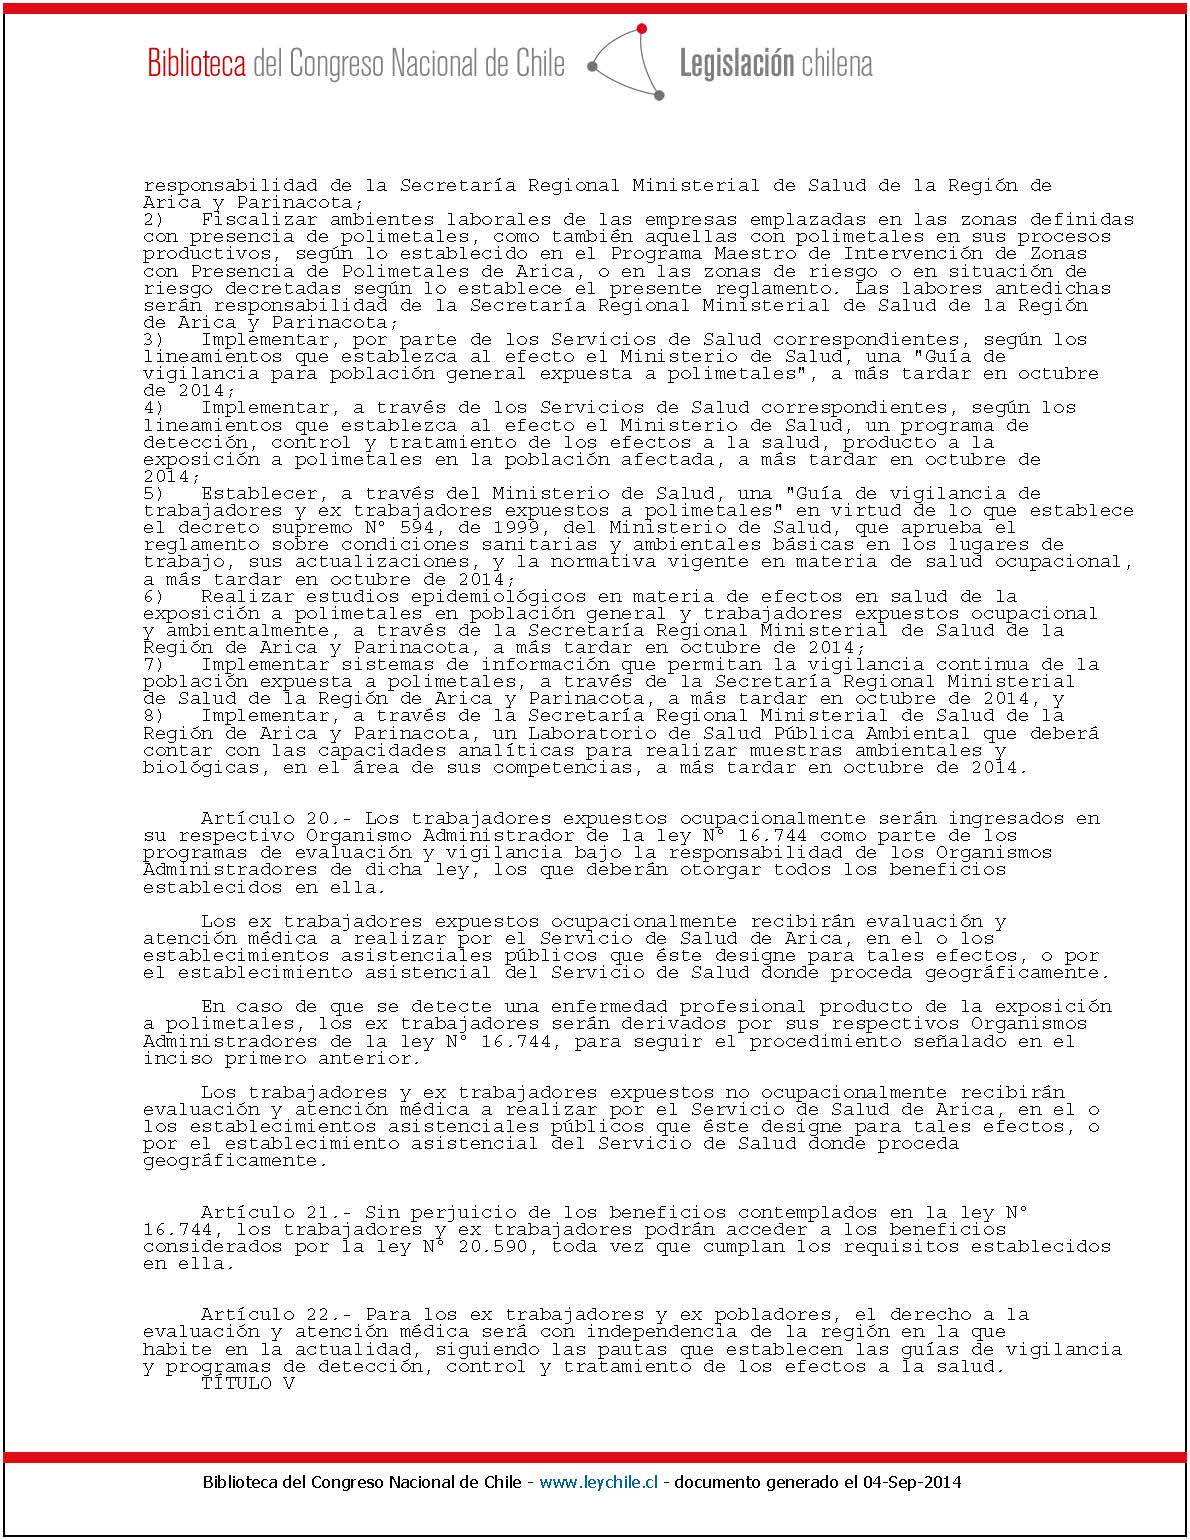 Biblioteca del Congreso Nacional de Chile Legislación chilena
responsabilidad de la Secretaría Regional Ministerial de Salud de la Región de
Arica y Parinacota;
2) Fiscalizar ambientes laborales de las empresas emplazadas en las zonas definidas
con presencia de polimetales, como también aquellas con polimetales en sus procesos
productivos, según lo establecido en el Programa Maestro de Intervención de Zonas
con Presencia de Polimetales de Arica, o en las zonas de riesgo o en situación de
riesgo decretadas según lo establece el presente reglamento. Las labores antedichas
serán responsabilidad de la Secretaría Regional Ministerial de Salud de la Región
de Arica y Parinacota;
3) Implementar, por parte de los Servicios de Salud correspondientes, según los
lineamientos que establezca al efecto el Ministerio de Salud, una "Guía de
vigilancia para población general expuesta a polimetales", a más tardar en octubre
de 2014;
4) Implementar, a través de los Servicios de Salud correspondientes, según los
lineamientos que establezca al efecto el Ministerio de Salud, un programa de
detección, control y tratamiento de los efectos a la salud, producto a la
exposición a polimetales en la población afectada, a más tardar en octubre de
2014;
5) Establecer, a través del Ministerio de Salud, una "Guía de vigilancia de
trabajadores y ex trabajadores expuestos a polimetales" en virtud de lo que establece
el decreto supremo N° 594, de 1999, del Ministerio de Salud, que aprueba el
reglamento sobre condiciones sanitarias y ambientales básicas en los lugares de
trabajo, sus actualizaciones, y la normativa vigente en materia de salud ocupacional,
a más tardar en octubre de 2014;
6) Realizar estudios epidemiológicos en materia de efectos en salud de la
exposición a polimetales en población general y trabajadores expuestos ocupacional
y ambientalmente, a través de la Secretaría Regional Ministerial de Salud de la
Región de Arica y Parinacota, a más tardar en octubre de 2014;
7) Implementar sistemas de información que permitan la vigilancia continua de la
población expuesta a polimetales, a través de la Secretaría Regional Ministerial
de Salud de la Región de Arica y Parinacota, a más tardar en octubre de 2014, y
8) Implementar, a través de la Secretaría Regional Ministerial de Salud de la
Región de Arica y Parinacota, un Laboratorio de Salud Pública Ambiental que deberá
contar con las capacidades analíticas para realizar muestras ambientales y
biológicas, en el área de sus competencias, a más tardar en octubre de 2014.
Artículo 20.- Los trabajadores expuestos ocupacionalmente serán ingresados en
su respectivo Organismo Administrador de la ley N° 16.744 como parte de los
programas de evaluación y vigilancia bajo la responsabilidad de los Organismos
Administradores de dicha ley, los que deberán otorgar todos los beneficios
establecidos en ella.
Los ex trabajadores expuestos ocupacionalmente recibirán evaluación y
atención médica a realizar por el Servicio de Salud de Arica, en el o los
establecimientos asistenciales públicos que éste designe para tales efectos, o por
el establecimiento asistencial del Servicio de Salud donde proceda geográficamente.
En caso de que se detecte una enfermedad profesional producto de la exposición
a polimetales, los ex trabajadores serán derivados por sus respectivos Organismos
Administradores de la ley N° 16.744, para seguir el procedimiento señalado en el
inciso primero anterior.
Los trabajadores y ex trabajadores expuestos no ocupacionalmente recibirán
evaluación y atención médica a realizar por el Servicio de Salud de Arica, en el o
los establecimientos asistenciales públicos que éste designe para tales efectos, o
por el establecimiento asistencial del Servicio de Salud donde proceda
geográficamente.
Artículo 21.- Sin perjuicio de los beneficios contemplados en la ley N°
16.744, los trabajadores y ex trabajadores podrán acceder a los beneficios
considerados por la ley N° 20.590, toda vez que cumplan los requisitos establecidos
en ella.
Artículo 22.- Para los ex trabajadores y ex pobladores, el derecho a la
evaluación y atención médica será con independencia de la región en la que
habite en la actualidad, siguiendo las pautas que establecen las guías de vigilancia
y programas de detección, control y tratamiento de los efectos a la salud.
TÍTULO V
Biblioteca del Congreso Nacional de Chile - www.leychile.cl - documento generado el 04-Sep-2014